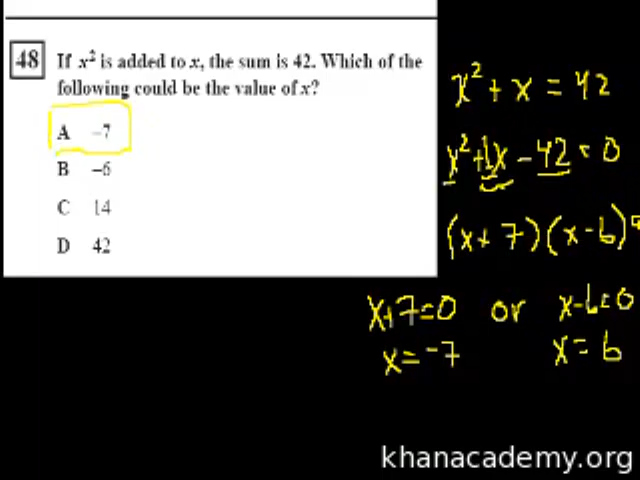 48 If x² is added to x, the sum is 42. Which of the
following could be the value of x?
A –7
B –6
C 14
D 42
x² + x = 42
x² + 1x – 42 = 0
(x + 7)(x – 6) =
x + 7 = 0 or x – 6 = 0
x = –7 x = 6
khanacademy.org